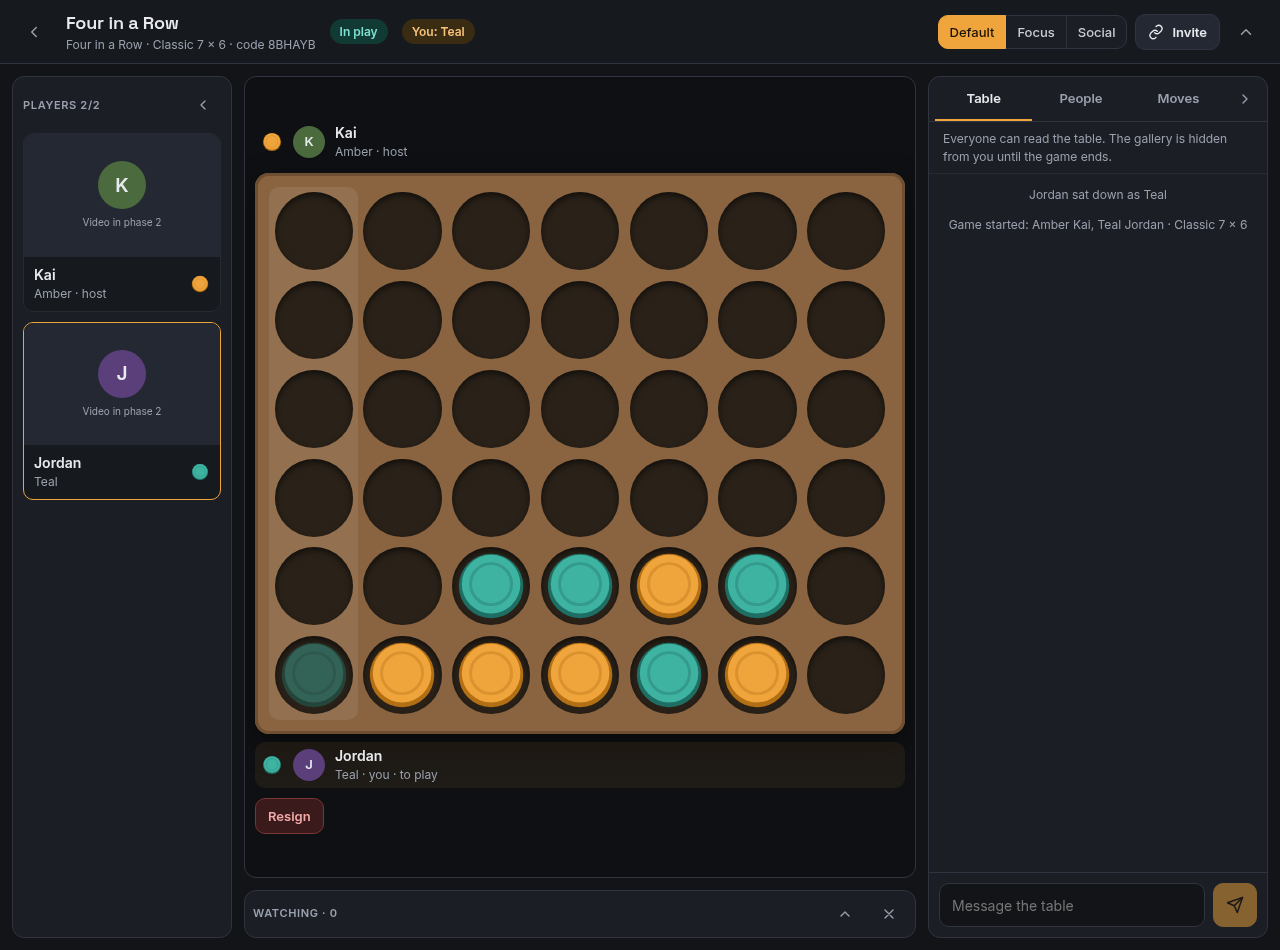 Four in a Row
Four in a Row · Classic 7 × 6 · code 8BHAYB
In play
You: Teal
Default
Focus
Social
Invite
PLAYERS 2/2
K
Video in phase 2
Kai
Amber · host
J
Video in phase 2
Jordan
Teal
K
Kai
Amber · host
J
Jordan
Teal · you · to play
Resign
WATCHING · 0
Table
People
Moves
Everyone can read the table. The gallery is hidden
from you until the game ends.
Jordan sat down as Teal
Game started: Amber Kai, Teal Jordan · Classic 7 × 6
Message the table